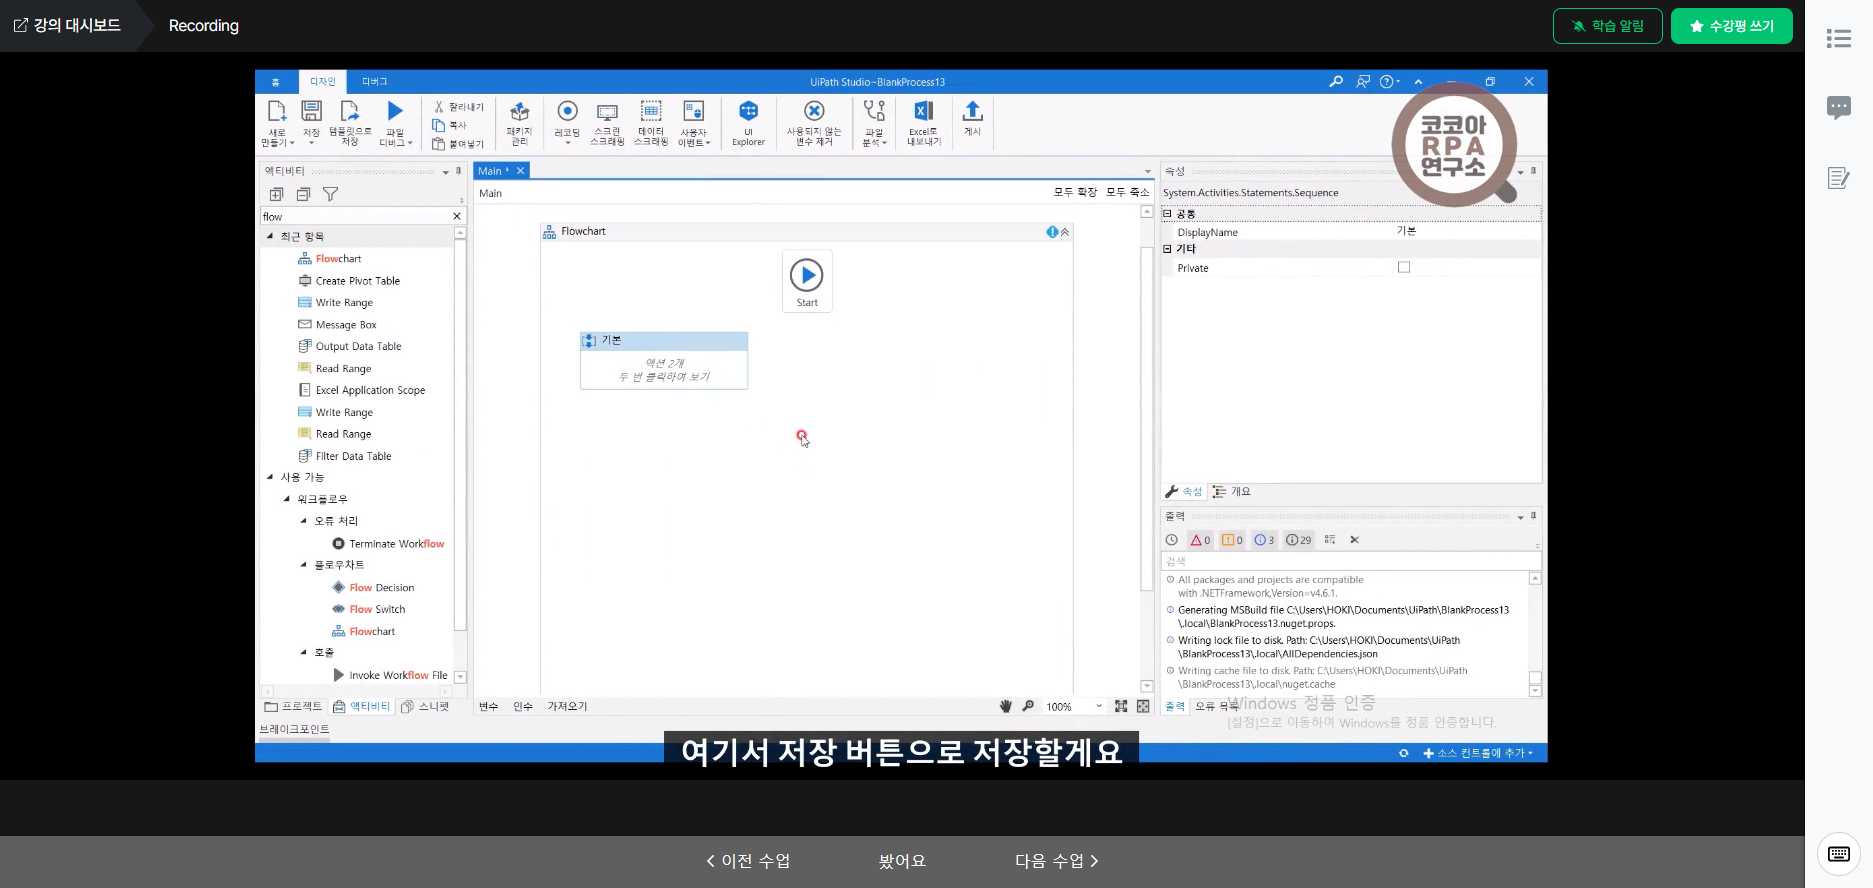 강의 대시보드
Recording
학습 알림
수강평 쓰기
홈
디자인
디버그
UiPath Studio~BlankProcess13
새로
만들기
저장
템플릿으로
저장
파일
디버그
잘라내기
복사
붙여넣기
패키지
관리
레코딩
스크린
스크래핑
데이터
스크래핑
사용자
이벤트
UI
Explorer
사용되지 않는
변수 제거
파일
분석
Excel로
내보내기
게시
코코아
RPA
연구소
액티비티
flow
최근 항목
Flowchart
Create Pivot Table
Write Range
Message Box
Output Data Table
Read Range
Excel Application Scope
Write Range
Read Range
Filter Data Table
사용 가능
워크플로우
오류 처리
Terminate Workflow
플로우차트
Flow Decision
Flow Switch
Flowchart
호출
Invoke Workflow File
프로젝트
액티비티
스니펫
브레이크포인트
Main *
Main
모두 확장 모두 축소
Flowchart
Start
기본
액션 2개
두 번 클릭하여 보기
변수
인수
가져오기
100%
속성
System.Activities.Statements.Sequence
공통
DisplayName
기본
기타
Private
속성
개요
출력
0
0
3
29
검색
All packages and projects are compatible
with .NETFramework,Version=v4.6.1.
Generating MSBuild file C:\Users\HOKI\Documents\UiPath\BlankProcess13
\.local\BlankProcess13.nuget.props.
Writing lock file to disk. Path: C:\Users\HOKI\Documents\UiPath
\BlankProcess13\.local\AllDependencies.json
Writing cache file to disk. Path: C:\Users\HOKI\Documents\UiPath
\BlankProcess13\.local\nuget.cache
출력
오류 목록
Windows 정품 인증
[설정]으로 이동하여 Windows를 정품 인증합니다.
소스 컨트롤에 추가
여기서 저장 버튼으로 저장할게요
이전 수업
봤어요
다음 수업